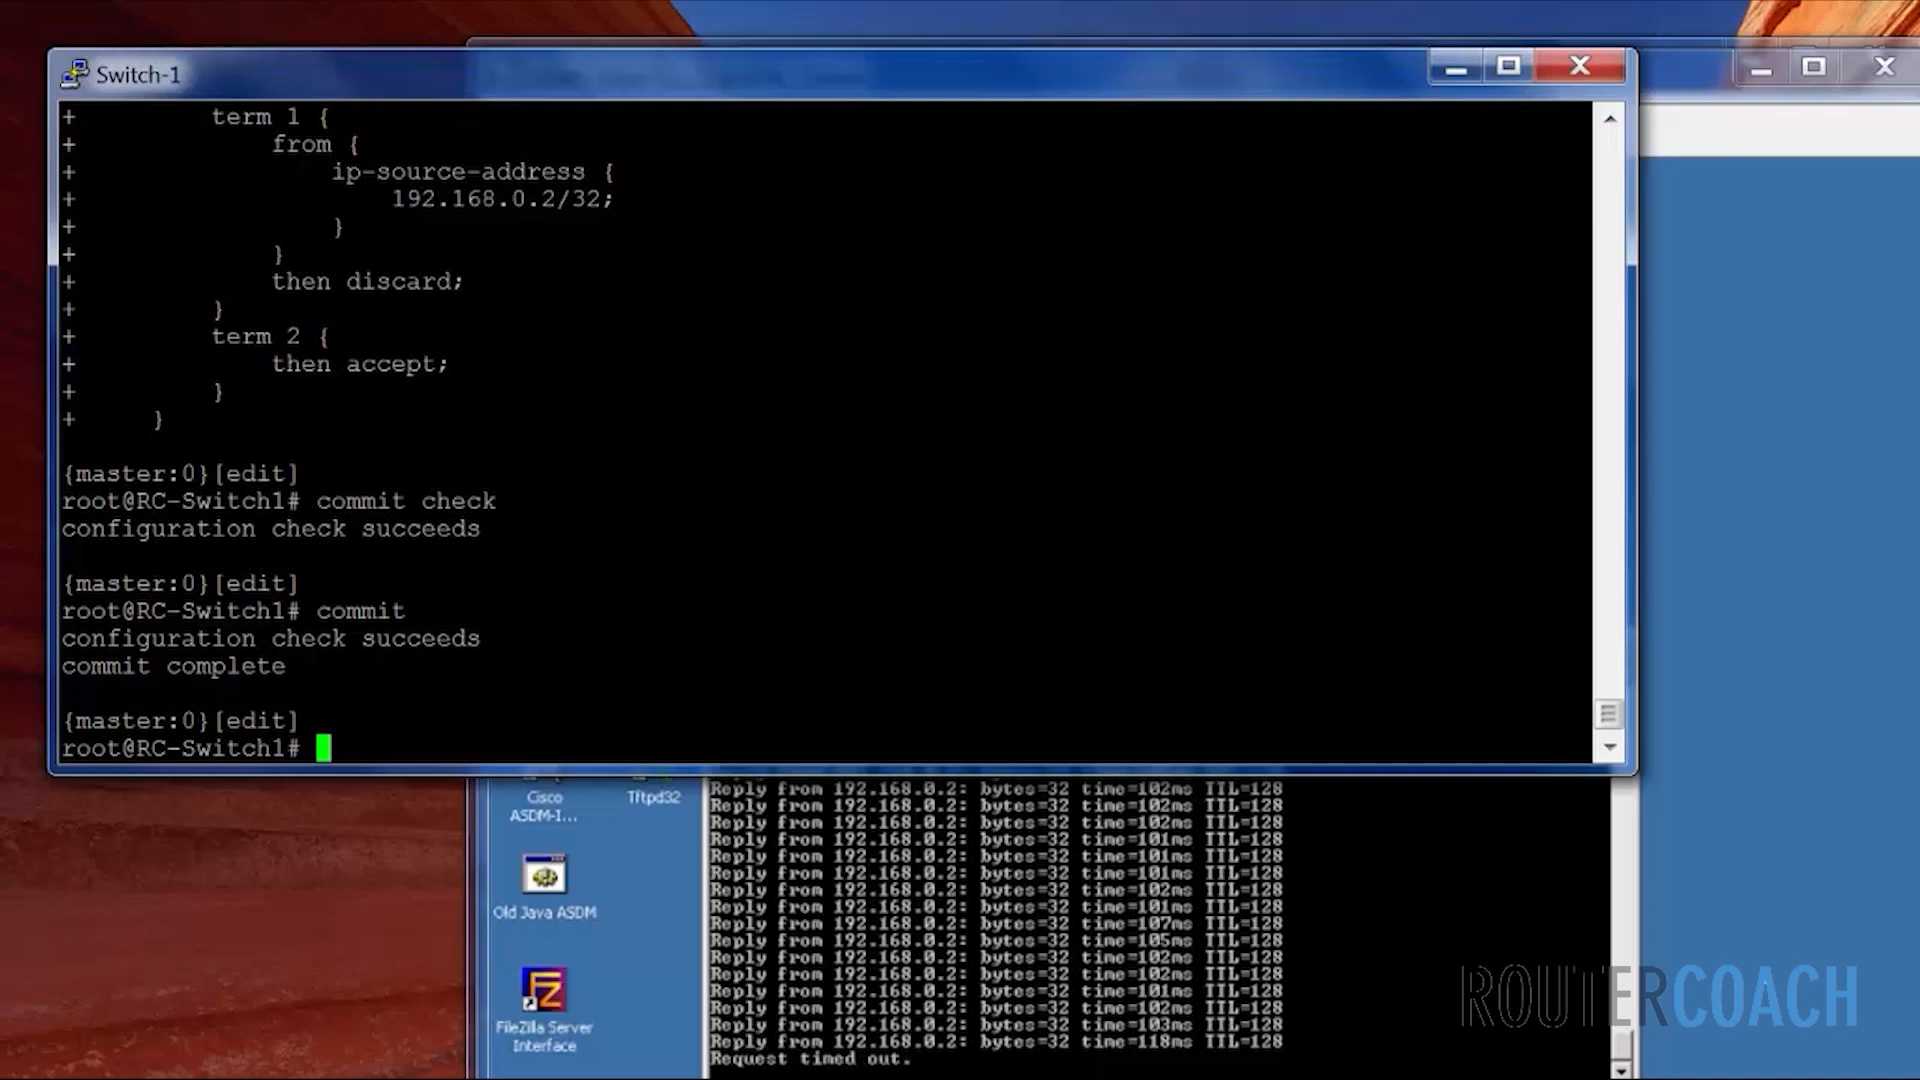 Switch-1
+ term 1 {
+ from {
+ ip-source-address {
+ 192.168.0.2/32;
+ }
+ }
+ then discard;
+ }
+ term 2 {
+ then accept;
+ }
+ }
{master:0}[edit]
root@RC-Switch1# commit check
configuration check succeeds
{master:0}[edit]
root@RC-Switch1# commit
configuration check succeeds
commit complete
{master:0}[edit]
root@RC-Switch1#
Cisco
ASDM-I...
Tftpd32
Old Java ASDM
FileZilla Server
Interface
Reply from 192.168.0.2: bytes=32 time=102ms TTL=128
Reply from 192.168.0.2: bytes=32 time=102ms TTL=128
Reply from 192.168.0.2: bytes=32 time=102ms TTL=128
Reply from 192.168.0.2: bytes=32 time=101ms TTL=128
Reply from 192.168.0.2: bytes=32 time=101ms TTL=128
Reply from 192.168.0.2: bytes=32 time=101ms TTL=128
Reply from 192.168.0.2: bytes=32 time=102ms TTL=128
Reply from 192.168.0.2: bytes=32 time=101ms TTL=128
Reply from 192.168.0.2: bytes=32 time=107ms TTL=128
Reply from 192.168.0.2: bytes=32 time=105ms TTL=128
Reply from 192.168.0.2: bytes=32 time=102ms TTL=128
Reply from 192.168.0.2: bytes=32 time=102ms TTL=128
Reply from 192.168.0.2: bytes=32 time=101ms TTL=128
Reply from 192.168.0.2: bytes=32 time=102ms TTL=128
Reply from 192.168.0.2: bytes=32 time=103ms TTL=128
Reply from 192.168.0.2: bytes=32 time=118ms TTL=128
Request timed out.
ROUTERCOACH